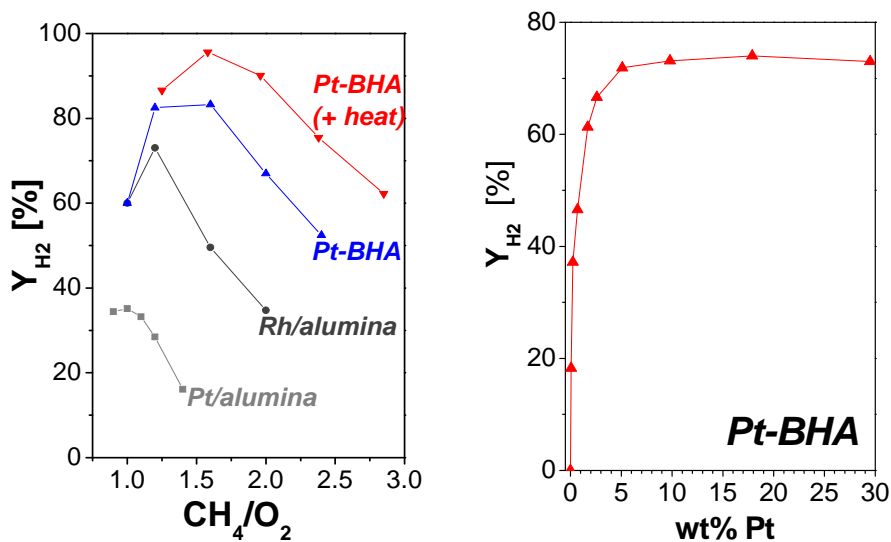 100
80
60
40
20
0
Y_H2 [%]
Pt-BHA
(+ heat)
Pt-BHA
Rh/alumina
Pt/alumina
1.0 1.5 2.0 2.5 3.0
CH₄/O₂
80
60
40
20
0
Y_H2 [%]
Pt-BHA
0 5 10 15 20 25 30
wt% Pt